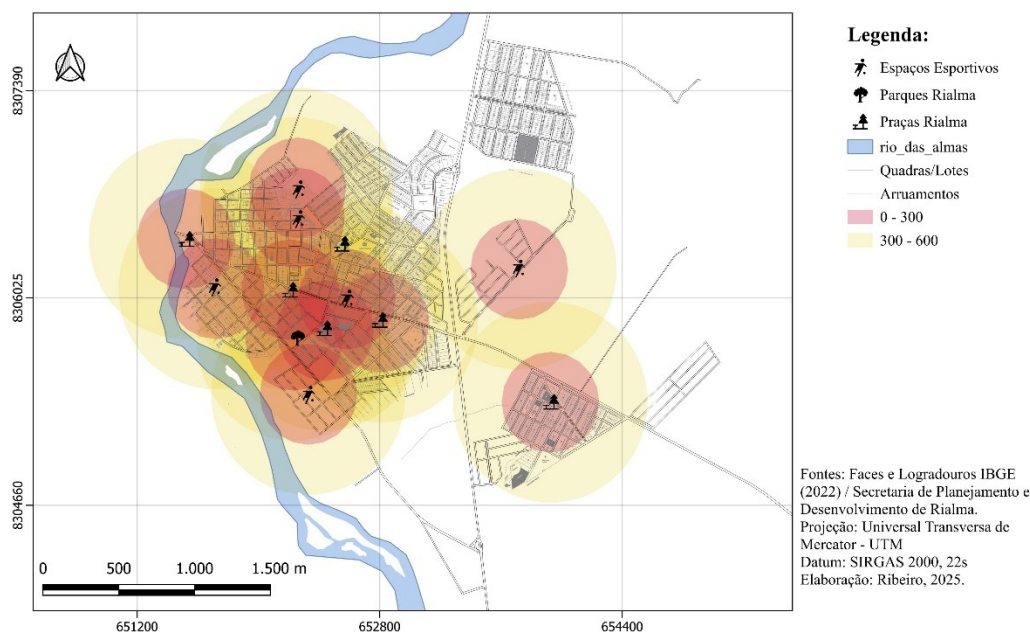 Legenda:
Espaços Esportivos
Parques Rialma
Praças Rialma
rio_das_almas
Quadras/Lotes
Arruamentos
0 - 300
300 - 600
8307390
8306025
8304660
0 500 1.000 1.500 m
651200 652800 654400
Fontes: Faces e Logradouros IBGE
(2022) / Secretaria de Planejamento e
Desenvolvimento de Rialma.
Projeção: Universal Transversa de
Mercator - UTM
Datum: SIRGAS 2000, 22s
Elaboração: Ribeiro, 2025.